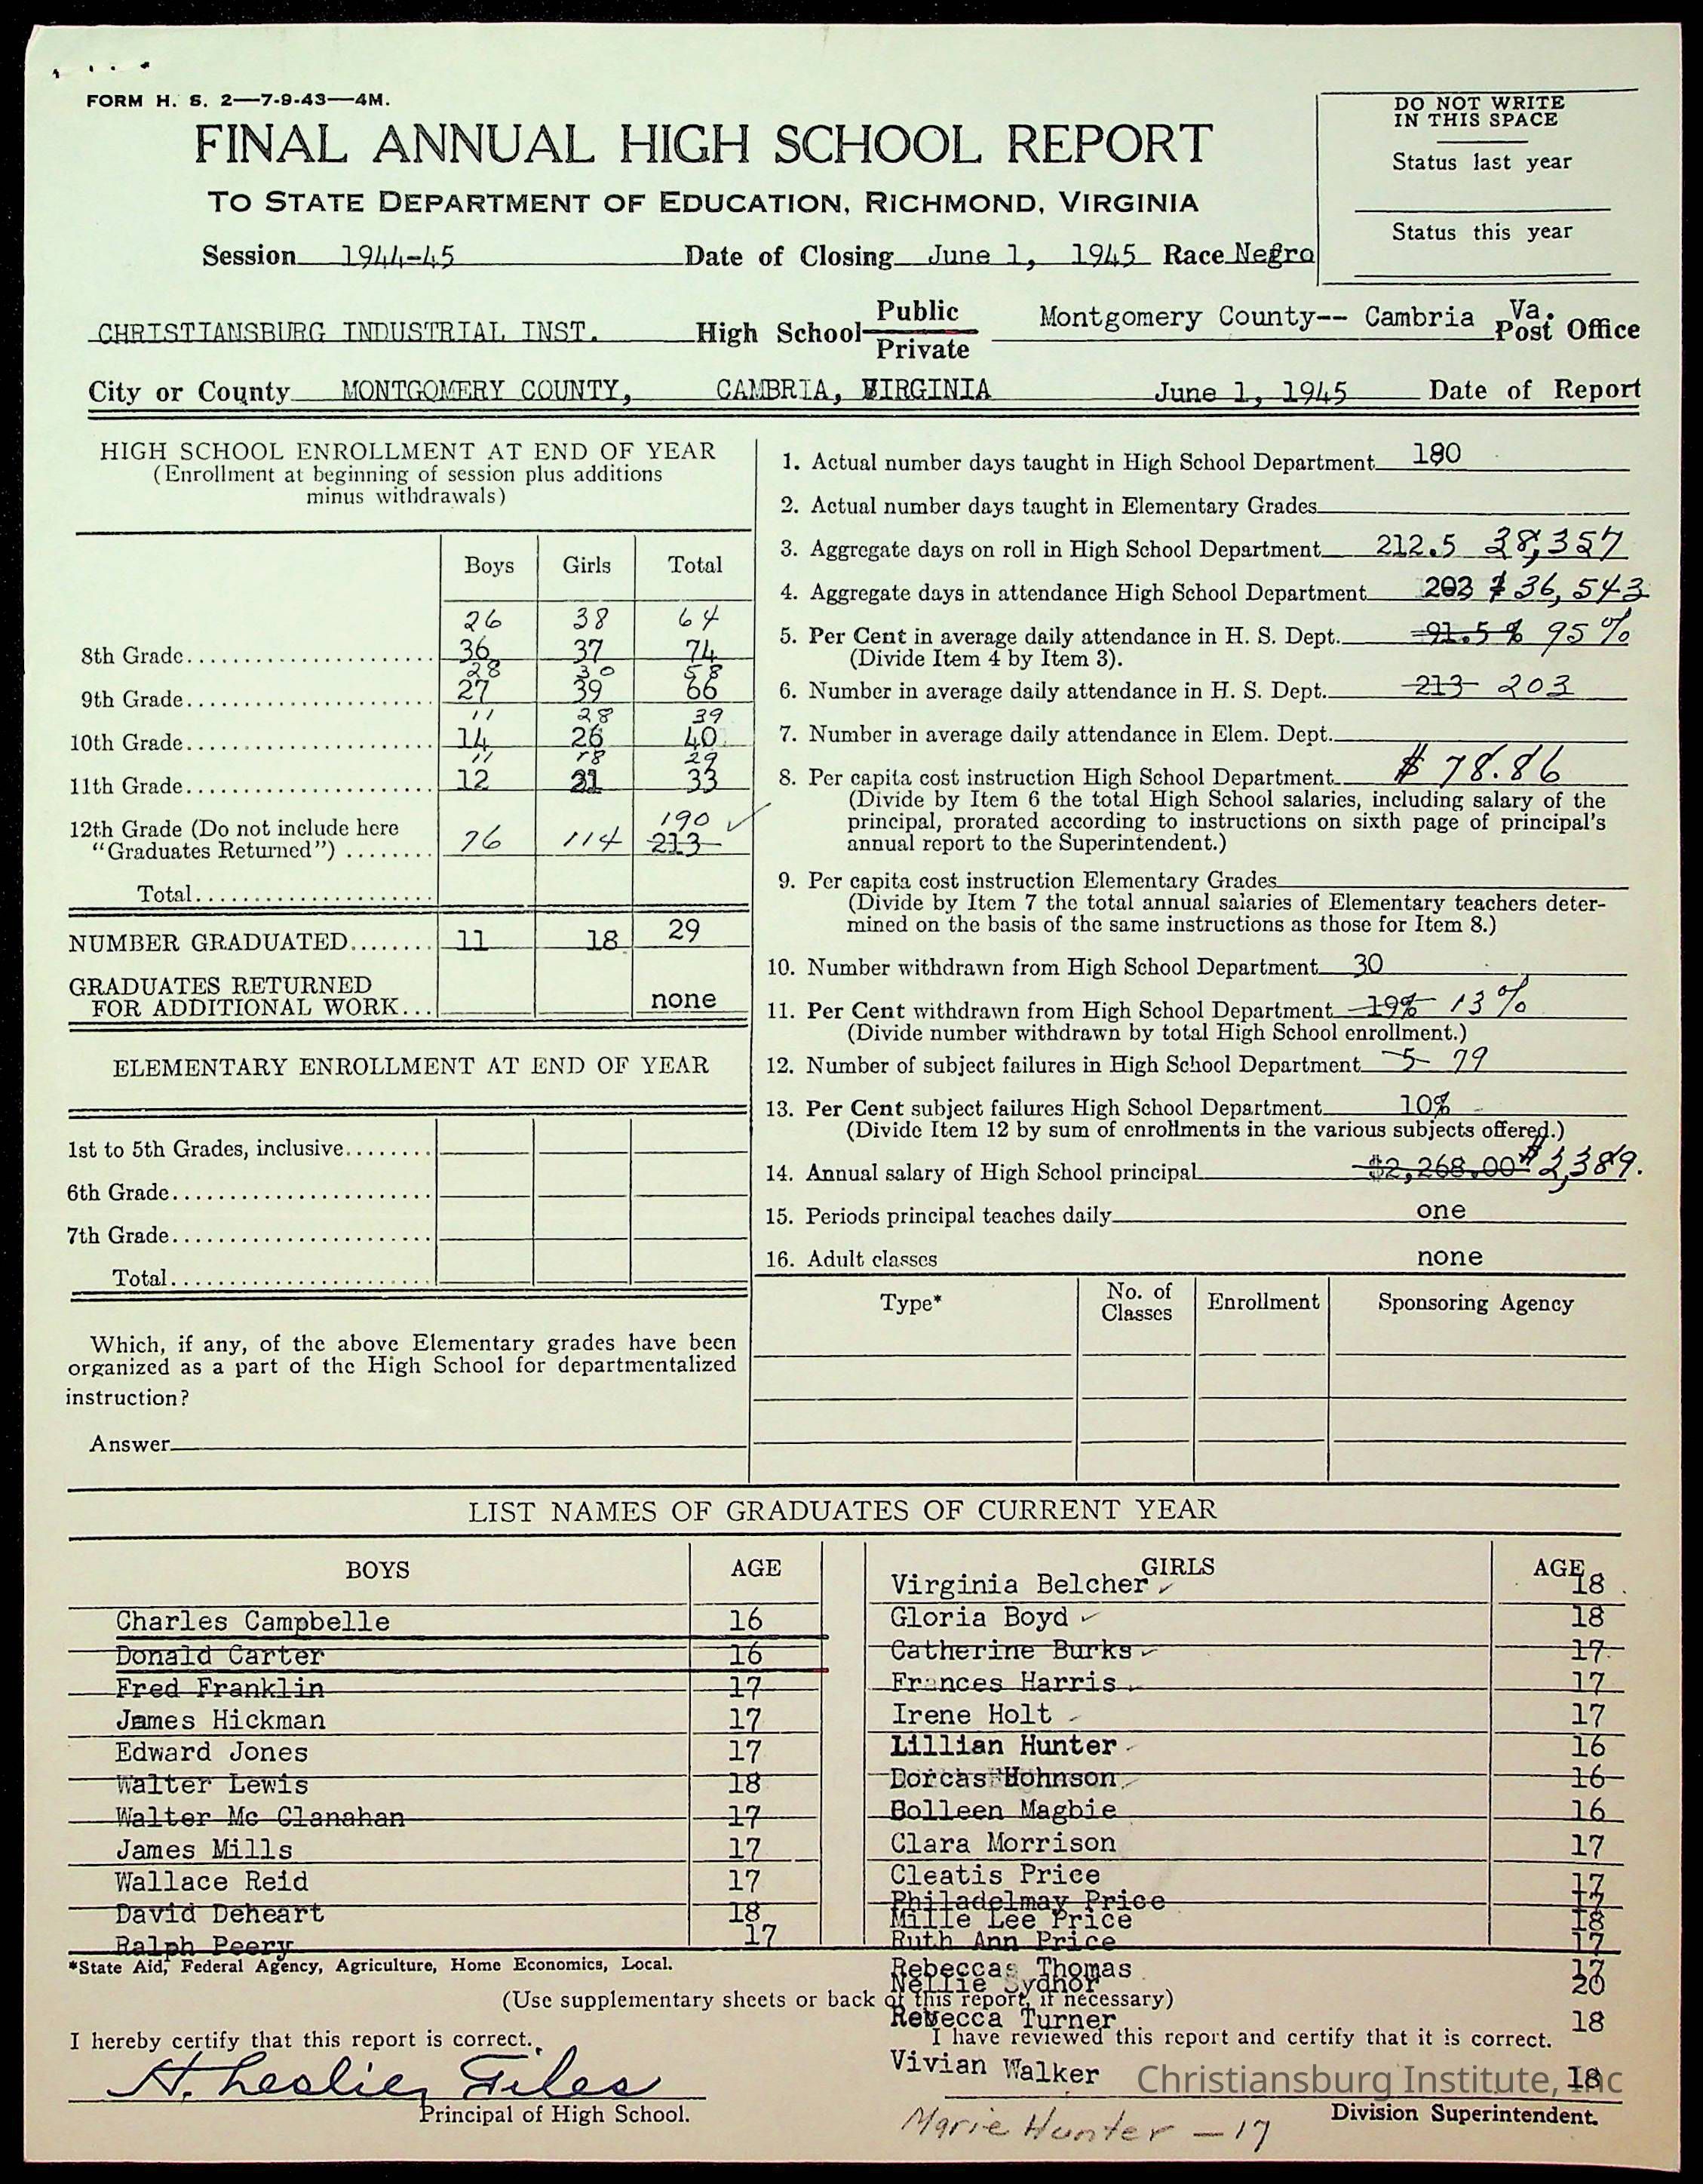 FORM H. S. 2—7-9-43—4M.
FINAL ANNUAL HIGH SCHOOL REPORT
TO STATE DEPARTMENT OF EDUCATION, RICHMOND, VIRGINIA
Session 1944-45 Date of Closing June 1, 1945 Race Negro
DO NOT WRITE
IN THIS SPACE
Status last year
Status this year
CHRISTIANSBURG INDUSTRIAL INST. High School Public
Private
Montgomery County-- Cambria Va.
Post Office
City or County MONTGOMERY COUNTY, CAMBRIA, VIRGINIA June 1, 1945 Date of Report
HIGH SCHOOL ENROLLMENT AT END OF YEAR
(Enrollment at beginning of session plus additions
minus withdrawals)
Boys Girls Total
26 38 64
8th Grade 36 37 74
28 30 58
9th Grade 27 39 66
11 28 39
10th Grade 14 26 40
11 18 29
11th Grade 12 21 33
12th Grade (Do not include here
"Graduates Returned") 76 114 190 ✓
213
Total
NUMBER GRADUATED 11 18 29
GRADUATES RETURNED
FOR ADDITIONAL WORK none
ELEMENTARY ENROLLMENT AT END OF YEAR
1st to 5th Grades, inclusive
6th Grade
7th Grade
Total
Which, if any, of the above Elementary grades have been
organized as a part of the High School for departmentalized
instruction?
Answer
1. Actual number days taught in High School Department 180
2. Actual number days taught in Elementary Grades
3. Aggregate days on roll in High School Department 212.5 38,357
4. Aggregate days in attendance High School Department 203 36,543
5. Per Cent in average daily attendance in H. S. Dept. 91.5% 95%
(Divide Item 4 by Item 3).
6. Number in average daily attendance in H. S. Dept. 213 203
7. Number in average daily attendance in Elem. Dept.
8. Per capita cost instruction High School Department $ 78.86
(Divide by Item 6 the total High School salaries, including salary of the
principal, prorated according to instructions on sixth page of principal's
annual report to the Superintendent.)
9. Per capita cost instruction Elementary Grades
(Divide by Item 7 the total annual salaries of Elementary teachers deter-
mined on the basis of the same instructions as those for Item 8.)
10. Number withdrawn from High School Department 30
11. Per Cent withdrawn from High School Department 19% 13%
(Divide number withdrawn by total High School enrollment.)
12. Number of subject failures in High School Department 5 79
13. Per Cent subject failures High School Department 10%
(Divide Item 12 by sum of enrollments in the various subjects offered.)
14. Annual salary of High School principal $2,268.00 $2,389.
15. Periods principal teaches daily one
16. Adult classes none
Type* No. of
Classes Enrollment Sponsoring Agency
LIST NAMES OF GRADUATES OF CURRENT YEAR
BOYS AGE
Charles Campbelle 16
Donald Carter 16
Fred Franklin 17
James Hickman 17
Edward Jones 17
Walter Lewis 18
Walter Mc Clanahan 17
James Mills 17
Wallace Reid 17
David Deheart 18
Ralph Peery 17
GIRLS AGE
Virginia Belcher ✓ 18
Gloria Boyd ✓ 18
Catherine Burks ✓ 17
Frances Harris 17
Irene Holt 17
Lillian Hunter 16
Dorcas Hohnson 16
Bolleen Magbie 16
Clara Morrison 17
Cleatis Price 17
Philadelmay Price 17
Mille Lee Price 18
Ruth Ann Price 17
Rebeccas Thomas 17
Nellie Sydnor 20
Rebecca Turner 18
Vivian Walker 18
Marie Hunter — 17
*State Aid, Federal Agency, Agriculture, Home Economics, Local.
(Use supplementary sheets or back of this report, if necessary)
I hereby certify that this report is correct.
H. Leslie Giles
Principal of High School.
I have reviewed this report and certify that it is correct.
Christiansburg Institute, Inc
Division Superintendent.